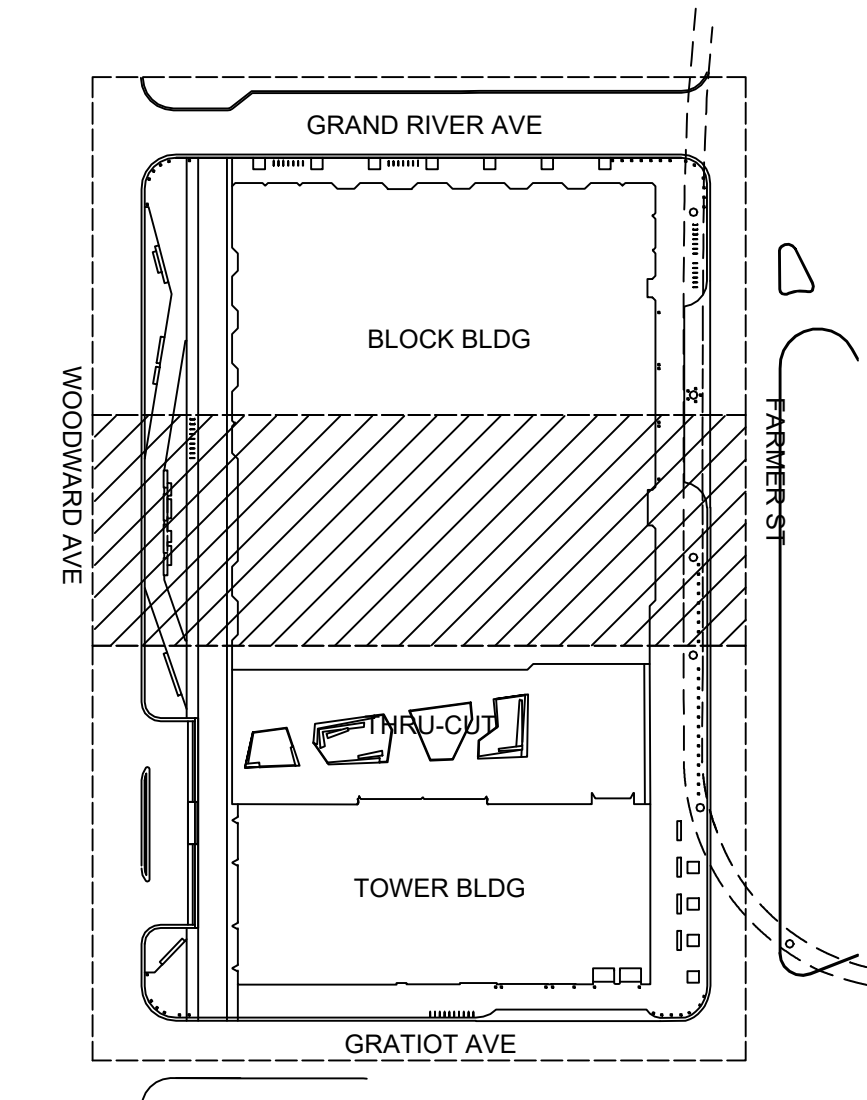 GRAND RIVER AVE
BLOCK BLDG
WOODWARD AVE
FARMER ST
THRU-CUT
TOWER BLDG
GRATIOT AVE